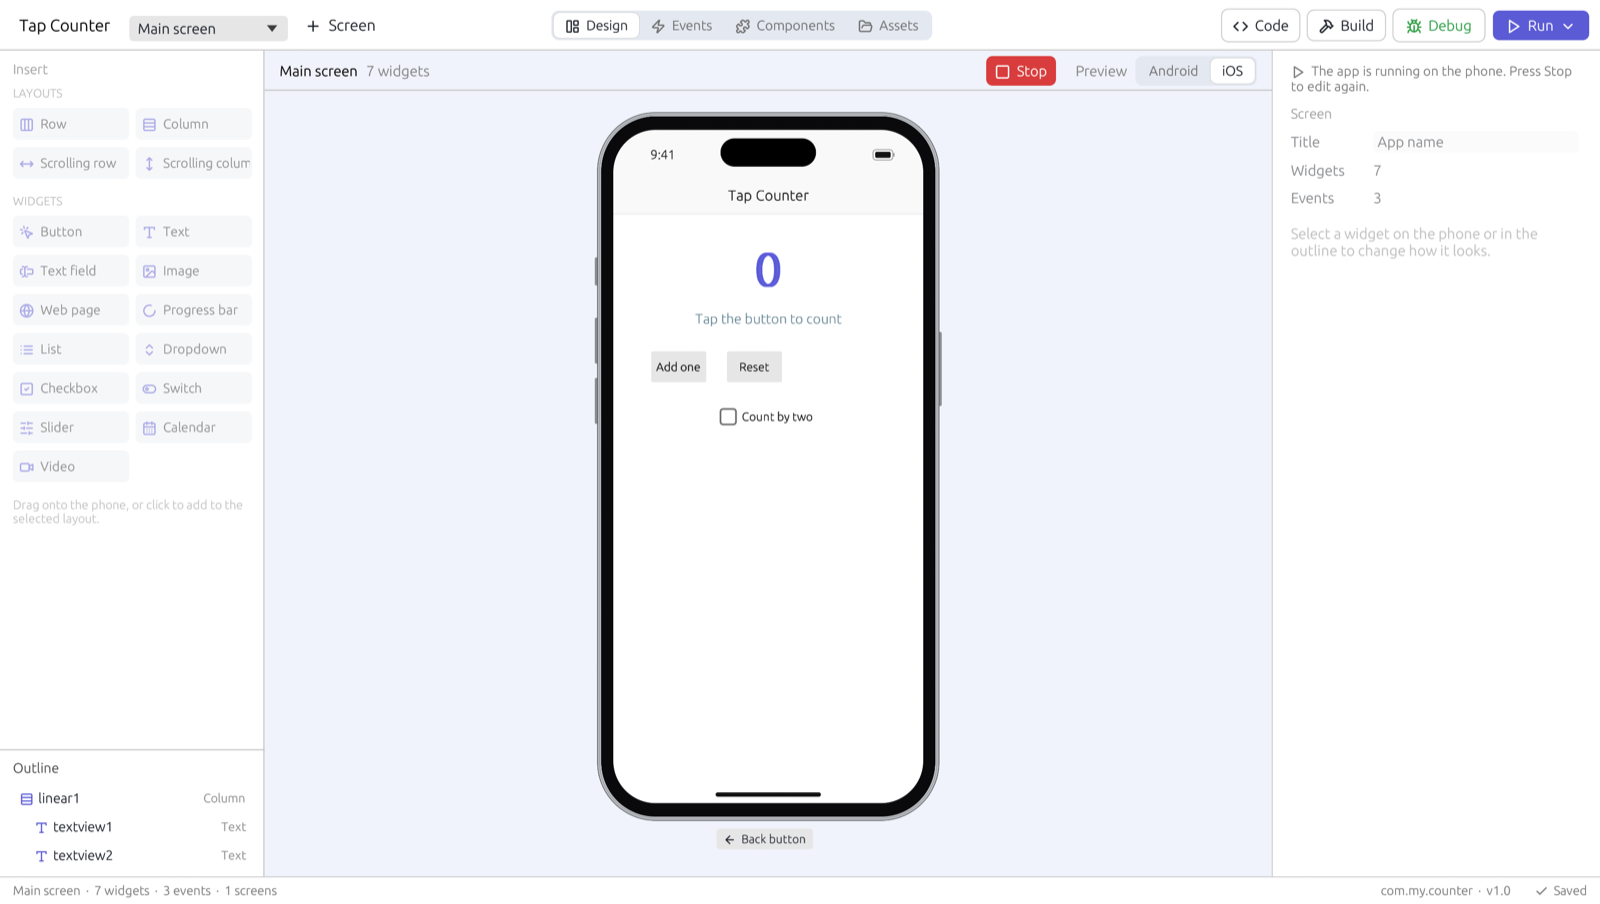 Tap Counter
Main screen
Screen
Design
Events
Components
Assets
Code
Build
Debug
Run
Insert
LAYOUTS
Row
Column
Scrolling row
Scrolling colum
WIDGETS
Button
Text
Text field
Image
Web page
Progress bar
List
Dropdown
Checkbox
Switch
Slider
Calendar
Video
Drag onto the phone, or click to add to the
selected layout.
Outline
linear1 Column
textview1 Text
textview2 Text
Main screen 7 widgets
Stop
Preview
Android
iOS
9:41
Tap Counter
0
Tap the button to count
Add one
Reset
Count by two
Back button
The app is running on the phone. Press Stop
to edit again.
Screen
Title App name
Widgets 7
Events 3
Select a widget on the phone or in the
outline to change how it looks.
Main screen · 7 widgets · 3 events · 1 screens
com.my.counter · v1.0
Saved